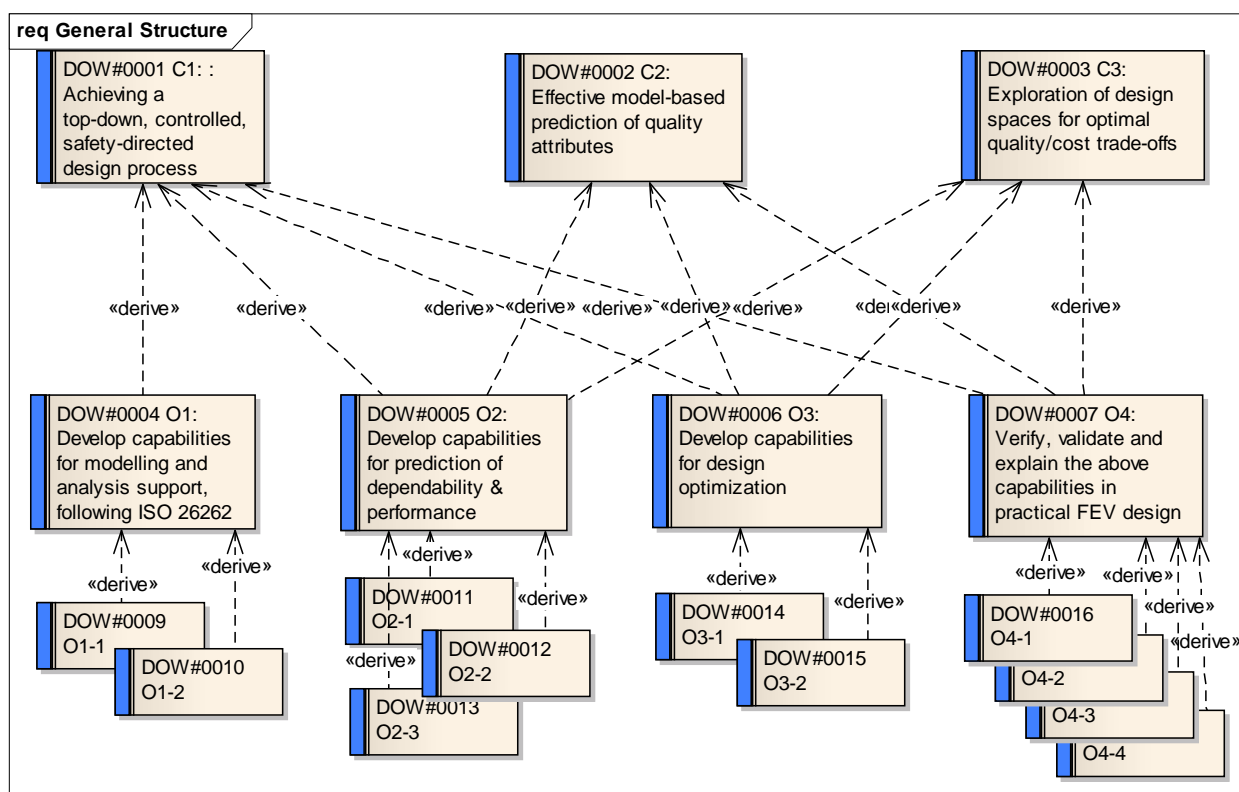 req General Structure
DOW#0001 C1: :
Achieving a
top-down, controlled,
safety-directed
design process
DOW#0002 C2:
Effective model-based
prediction of quality
attributes
DOW#0003 C3:
Exploration of design
spaces for optimal
quality/cost trade-offs
«derive»
«derive»
«derive»
«derive»
«derive»
«derive»
«derive»
«derive»
«derive»
«derive»
DOW#0004 O1:
Develop capabilities
for modelling and
analysis support,
following ISO 26262
DOW#0005 O2:
Develop capabilities
for prediction of
dependability &
performance
DOW#0006 O3:
Develop capabilities
for design
optimization
DOW#0007 O4:
Verify, validate and
explain the above
capabilities in
practical FEV design
«derive»
«derive»
«derive»
«derive»
«derive»
«derive»
«derive»
«derive»
«derive»
«derive»
«derive»
DOW#0009
O1-1
DOW#0010
O1-2
DOW#0011
O2-1
DOW#0012
O2-2
DOW#0013
O2-3
DOW#0014
O3-1
DOW#0015
O3-2
DOW#0016
O4-1
O4-2
O4-3
O4-4